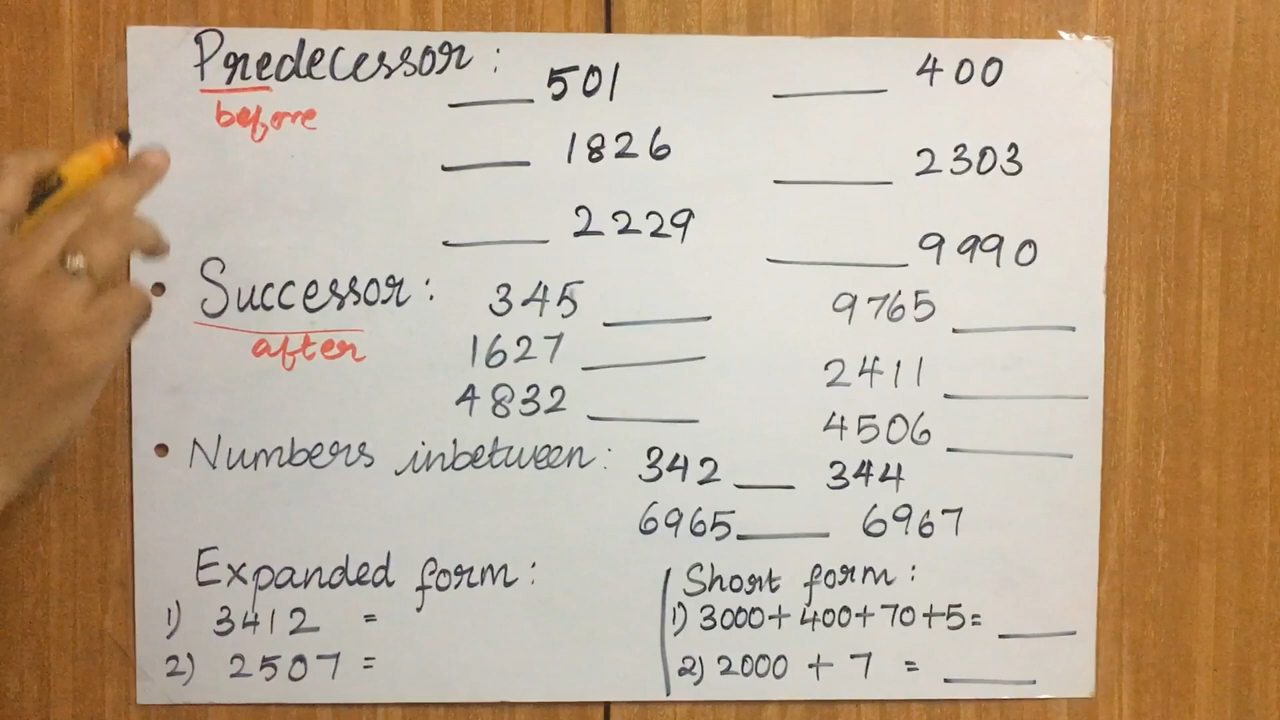 Predecessor : ___ 501 ___ 400
before
___ 1826 ___ 2303
___ 2229 ___ 9990
Successor : 345 ___ 9765 ___
after
1627 ___ 2411 ___
4832 ___ 4506 ___
Numbers inbetween : 342 ___ 344
6965 ___ 6967
Expanded form :
1) 3412 =
2) 2507 =
Short form :
1) 3000+400+70+5= ___
2) 2000 + 7 = ___